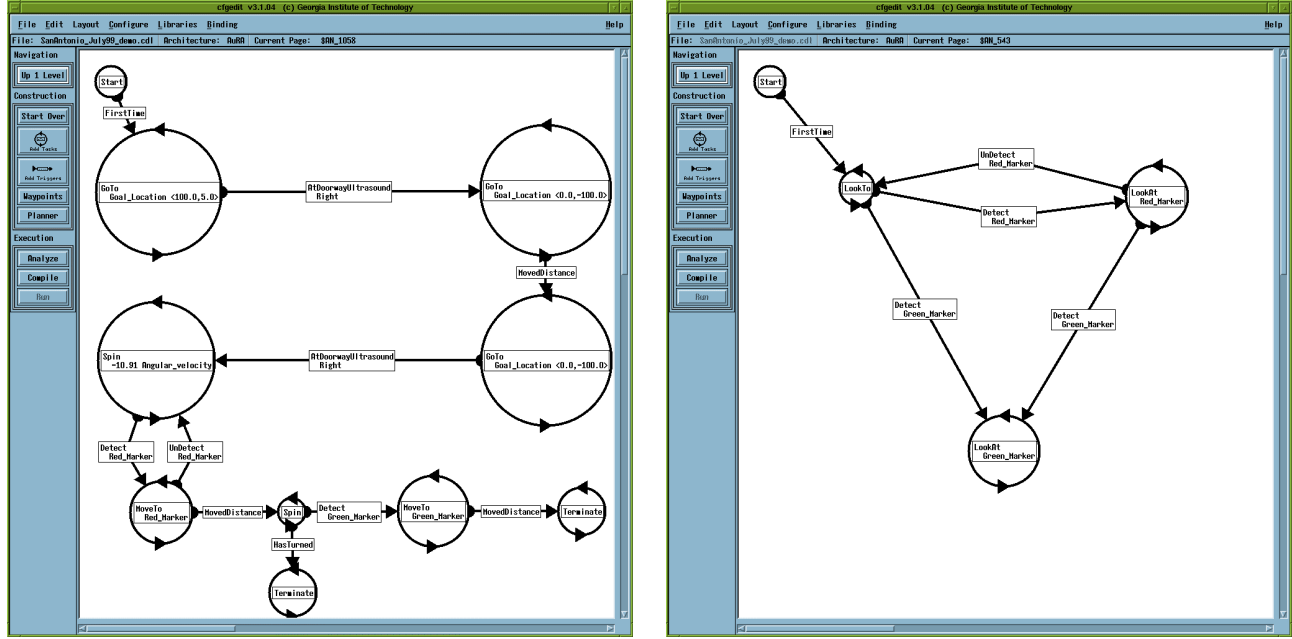 cfgedit v3.1.04 (c) Georgia Institute of Technology
File Edit Layout Configure Libraries Binding Help
File: SanAntonio_July99_demo.cdl Architecture: AuRA Current Page: $AN_1058
Navigation
Up 1 Level
Construction
Start Over
Add Tasks
Add Triggers
Waypoints
Planner
Execution
Analyze
Compile
Run
Start
FirstTime
GoTo
Goal_Location <100.0,5.0>
AtDoorwayUltrasound
Right
GoTo
Goal_Location <0.0,-100.0>
MovedDistance
Spin
-10.91 Angular_velocity
AtDoorwayUltrasound
Right
GoTo
Goal_Location <0.0,-100.0>
Detect
Red_Marker
UnDetect
Red_Marker
MoveTo
Red_Marker
MovedDistance
Spin
Detect
Green_Marker
MoveTo
Green_Marker
MovedDistance
Terminate
HasTurned
Terminate
cfgedit v3.1.04 (c) Georgia Institute of Technology
File Edit Layout Configure Libraries Binding Help
File: SanAntonio_July99_demo.cdl Architecture: AuRA Current Page: $AN_543
Navigation
Up 1 Level
Construction
Start Over
Add Tasks
Add Triggers
Waypoints
Planner
Execution
Analyze
Compile
Run
Start
FirstTime
LookTo
UnDetect
Red_Marker
Detect
Red_Marker
LookAt
Red_Marker
Detect
Green_Marker
Detect
Green_Marker
LookAt
Green_Marker